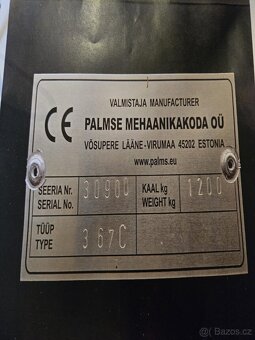 VALMISTAJA MANUFACTURER
CE
PALMSE MEHAANIKAKODA OÜ
VÕSUPERE LÄÄNE-VIRUMAA 45202 ESTONIA
www.palms.eu
SEERIA Nr. 30900 KAAL kg 1200
SERIAL No. WEIGHT kg
TÜÜP 367C
TYPE
Bazoš.cz